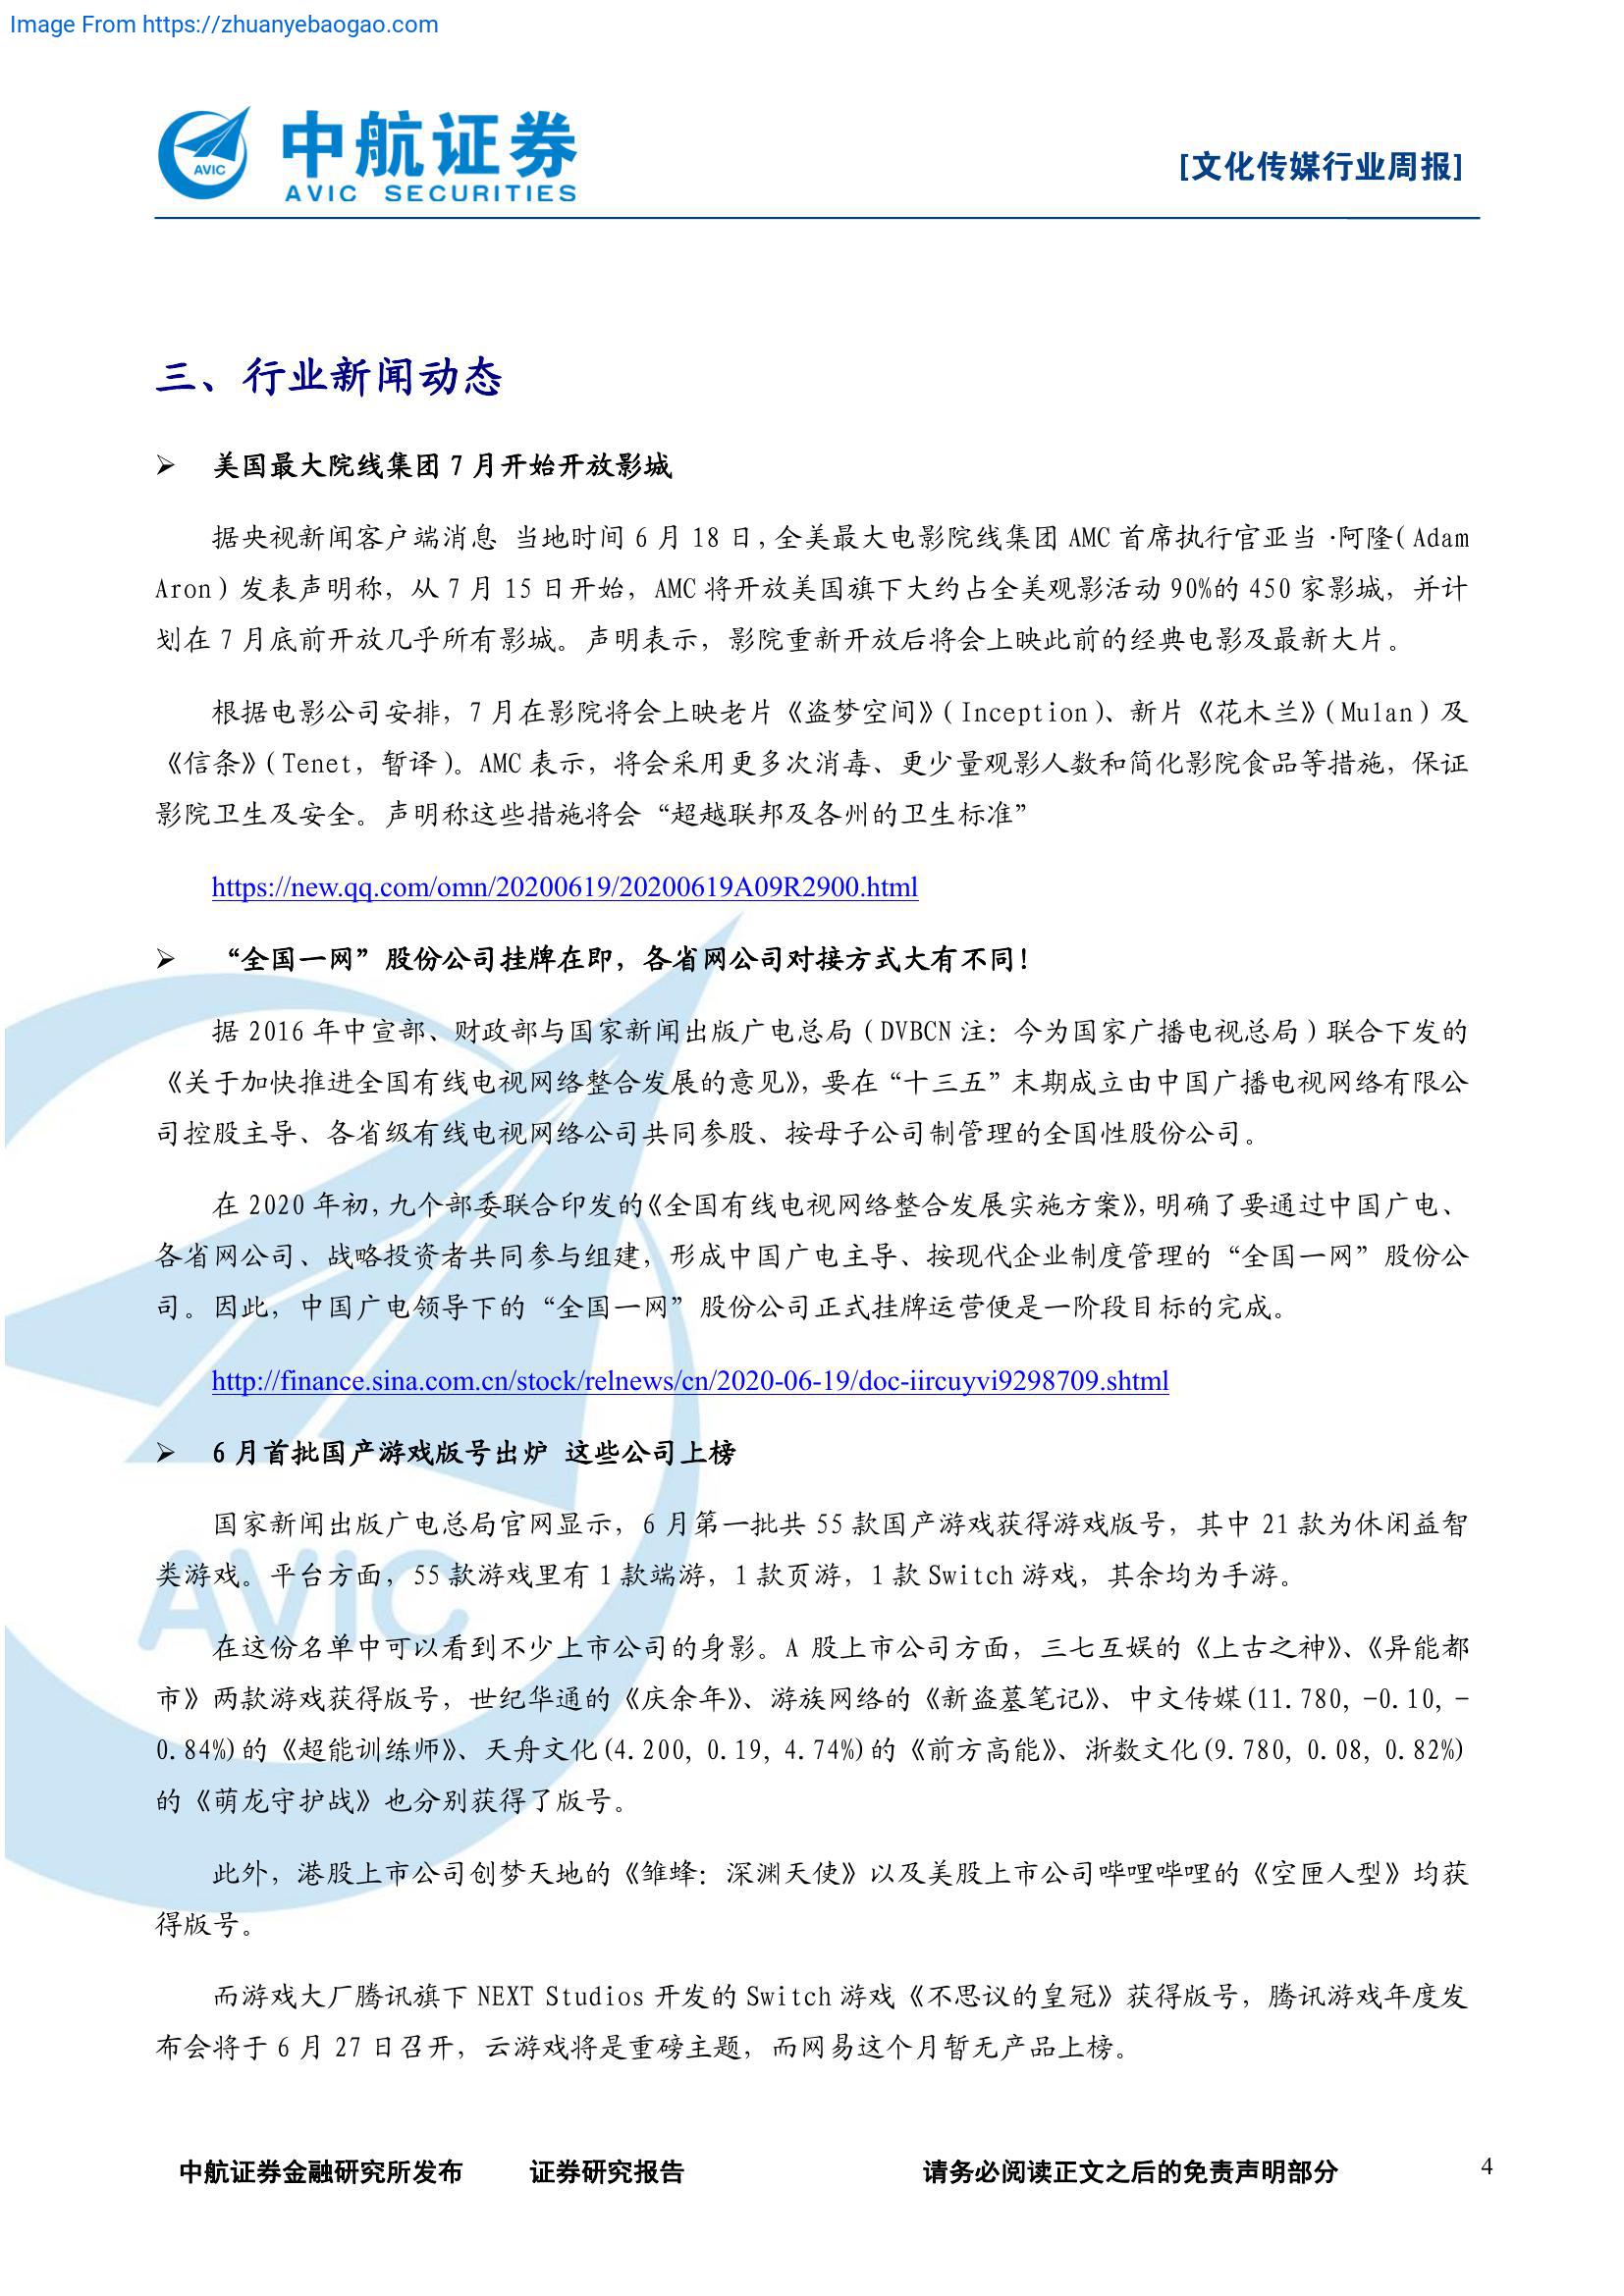 Image From https://zhuanyebaogao.com
AVIC
中航证券
AVIC SECURITIES
[文化传媒行业周报]
三、行业新闻动态
➢ 美国最大院线集团 7 月开始开放影城
据央视新闻客户端消息 当地时间 6 月 18 日，全美最大电影院线集团 AMC 首席执行官亚当·阿隆（Adam
Aron）发表声明称，从 7 月 15 日开始，AMC 将开放美国旗下大约占全美观影活动 90%的 450 家影城，并计
划在 7 月底前开放几乎所有影城。声明表示，影院重新开放后将会上映此前的经典电影及最新大片。
根据电影公司安排，7 月在影院将会上映老片《盗梦空间》（Inception）、新片《花木兰》（Mulan）及
《信条》（Tenet，暂译）。AMC 表示，将会采用更多次消毒、更少量观影人数和简化影院食品等措施，保证
影院卫生及安全。声明称这些措施将会“超越联邦及各州的卫生标准”
https://new.qq.com/omn/20200619/20200619A09R2900.html
➢ “全国一网”股份公司挂牌在即，各省网公司对接方式大有不同！
据 2016 年中宣部、财政部与国家新闻出版广电总局（DVBCN 注：今为国家广播电视总局）联合下发的
《关于加快推进全国有线电视网络整合发展的意见》，要在“十三五”末期成立由中国广播电视网络有限公
司控股主导、各省级有线电视网络公司共同参股、按母子公司制管理的全国性股份公司。
在 2020 年初，九个部委联合印发的《全国有线电视网络整合发展实施方案》，明确了要通过中国广电、
各省网公司、战略投资者共同参与组建，形成中国广电主导、按现代企业制度管理的“全国一网”股份公
司。因此，中国广电领导下的“全国一网”股份公司正式挂牌运营便是一阶段目标的完成。
http://finance.sina.com.cn/stock/relnews/cn/2020-06-19/doc-iircuyvi9298709.shtml
➢ 6 月首批国产游戏版号出炉 这些公司上榜
国家新闻出版广电总局官网显示，6 月第一批共 55 款国产游戏获得游戏版号，其中 21 款为休闲益智
类游戏。平台方面，55 款游戏里有 1 款端游，1 款页游，1 款 Switch 游戏，其余均为手游。
在这份名单中可以看到不少上市公司的身影。A 股上市公司方面，三七互娱的《上古之神》、《异能都
市》两款游戏获得版号，世纪华通的《庆余年》、游族网络的《新盗墓笔记》、中文传媒(11.780, -0.10, -
0.84%)的《超能训练师》、天舟文化(4.200, 0.19, 4.74%)的《前方高能》、浙数文化(9.780, 0.08, 0.82%)
的《萌龙守护战》也分别获得了版号。
此外，港股上市公司创梦天地的《雏蜂：深渊天使》以及美股上市公司哔哩哔哩的《空匣人型》均获
得版号。
而游戏大厂腾讯旗下 NEXT Studios 开发的 Switch 游戏《不思议的皇冠》获得版号，腾讯游戏年度发
布会将于 6 月 27 日召开，云游戏将是重磅主题，而网易这个月暂无产品上榜。
AVIC
中航证券金融研究所发布 证券研究报告 请务必阅读正文之后的免责声明部分 4